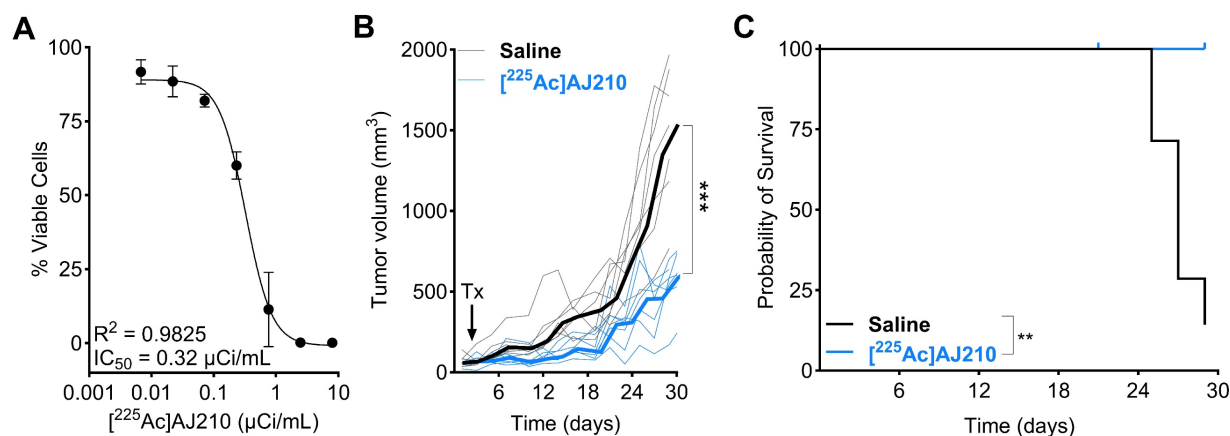 A
% Viable Cells
100
75
50
25
0
R² = 0.9825
IC₅₀ = 0.32 µCi/mL
0.001
0.01
0.1
1
10
[²²⁵Ac]AJ210 (µCi/mL)
B
Tumor volume (mm³)
2000
1500
1000
500
0
Saline
[²²⁵Ac]AJ210
Tx
***
6
12
18
24
30
Time (days)
C
Probability of Survival
100
75
50
25
0
Saline
[²²⁵Ac]AJ210
**
6
12
18
24
30
Time (days)